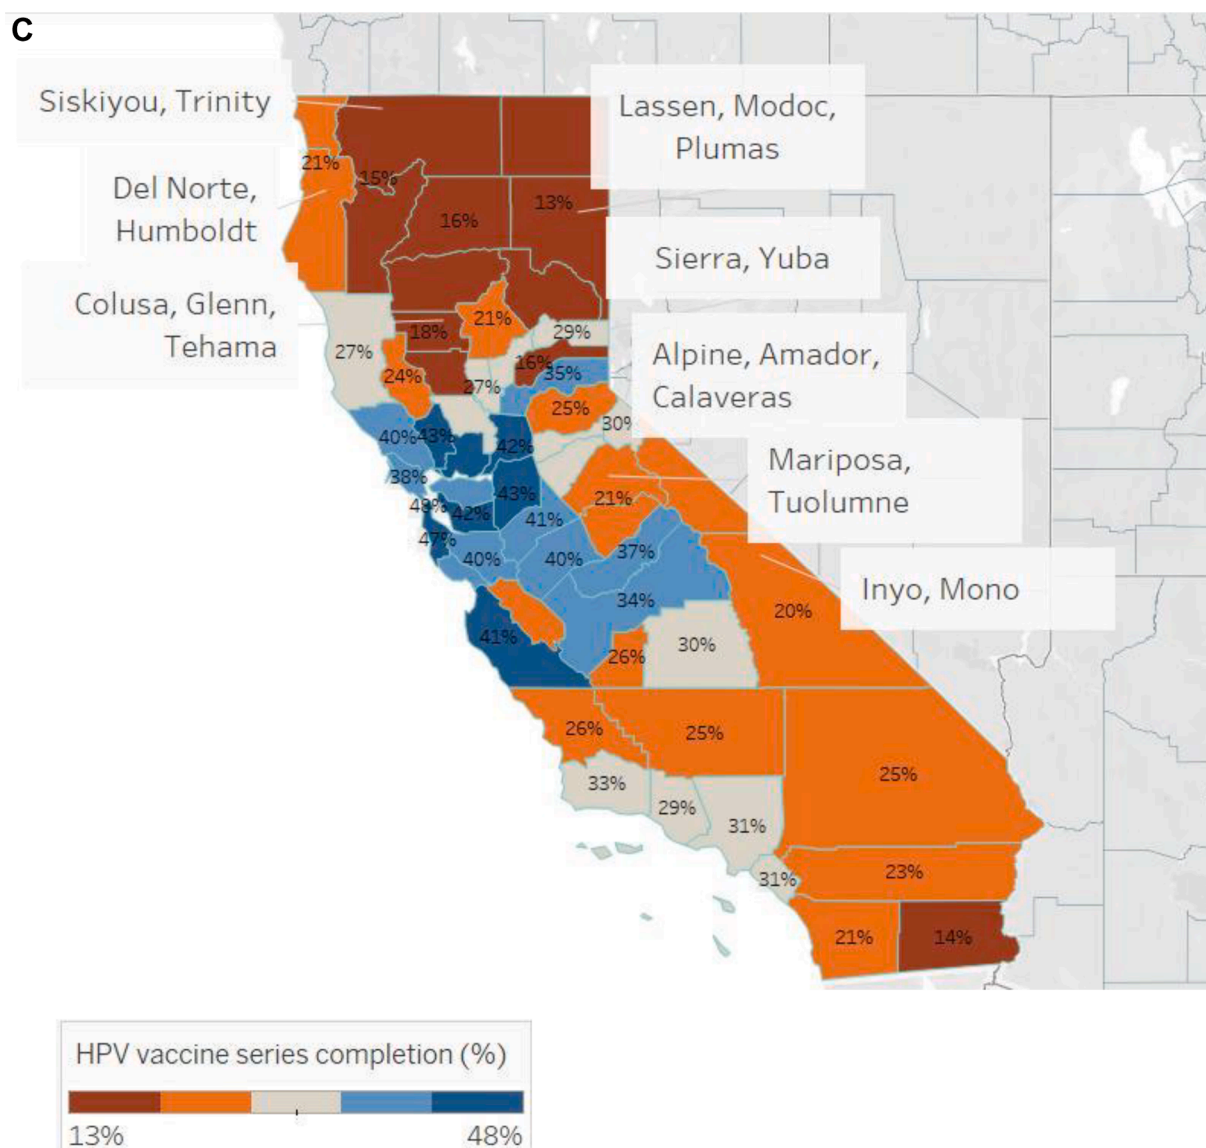 C
Siskiyou, Trinity
Lassen, Modoc,
Plumas
21%
15%
Del Norte,
Humboldt
16%
13%
Sierra, Yuba
Colusa, Glenn,
Tehama
18%
21%
29%
27%
24%
27%
16%
35%
Alpine, Amador,
Calaveras
25%
30%
40%
43%
42%
Mariposa,
Tuolumne
38%
43%
21%
48%
42%
41%
47%
40%
40%
37%
Inyo, Mono
34%
20%
41%
26%
30%
26%
25%
25%
33%
29%
31%
31%
23%
21%
14%
HPV vaccine series completion (%)
13%
48%